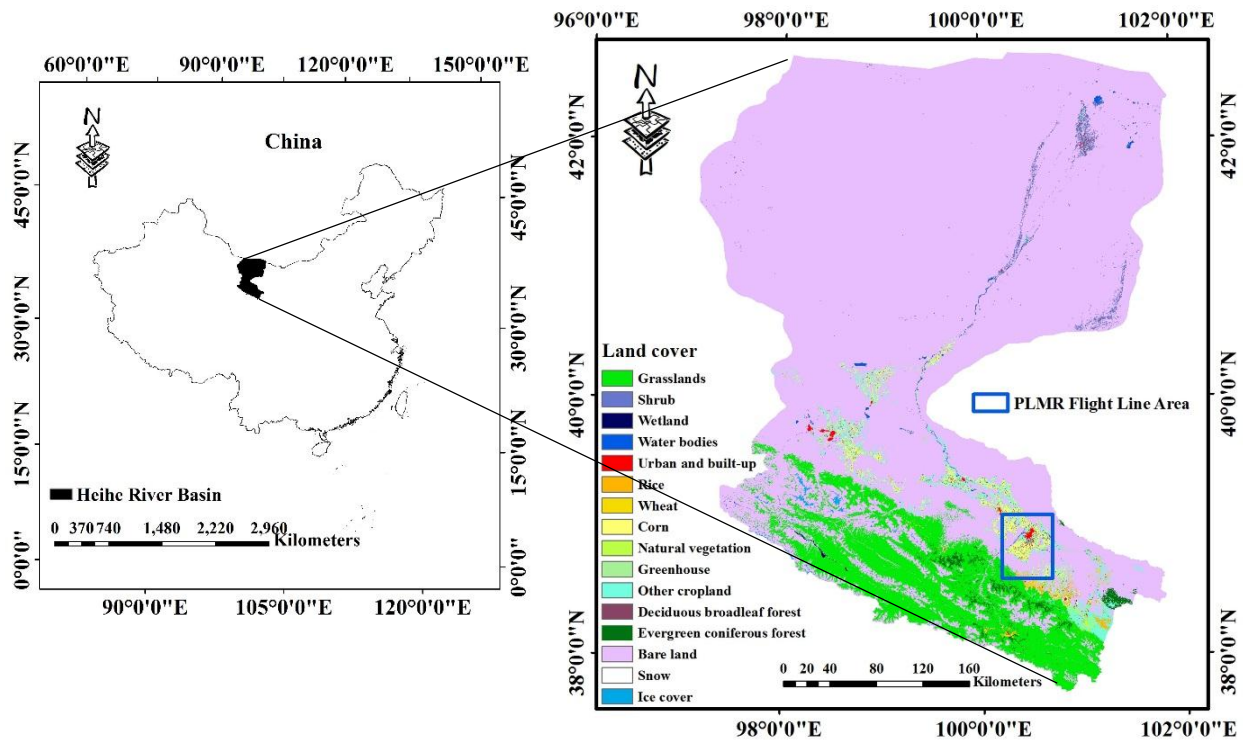 60°0'0"E 90°0'0"E 120°0'0"E 150°0'0"E
N
China
45°0'0"N
30°0'0"N
15°0'0"N
0°0'0"
45°0'0"N
30°0'0"N
15°0'0"N
0°0'0"
Heihe River Basin
0 370 740 1,480 2,220 2,960
Kilometers
90°0'0"E 105°0'0"E 120°0'0"E
96°0'0"E 98°0'0"E 100°0'0"E 102°0'0"E
N
42°0'0"N
40°0'0"N
38°0'0"N
42°0'0"N
40°0'0"N
38°0'0"N
Land cover
Grasslands
Shrub
Wetland
Water bodies
Urban and built-up
Rice
Wheat
Corn
Natural vegetation
Greenhouse
Other cropland
Deciduous broadleaf forest
Evergreen coniferous forest
Bare land
Snow
Ice cover
PLMR Flight Line Area
0 20 40 80 120 160
Kilometers
98°0'0"E 100°0'0"E 102°0'0"E